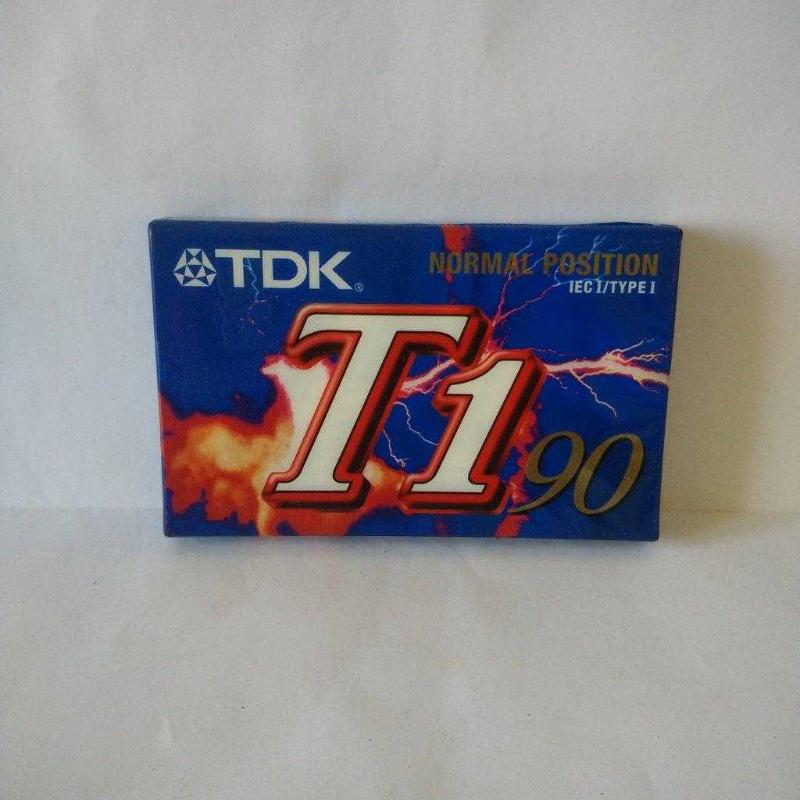 TDK®
NORMAL POSITION
IEC I/TYPE I
T1 90